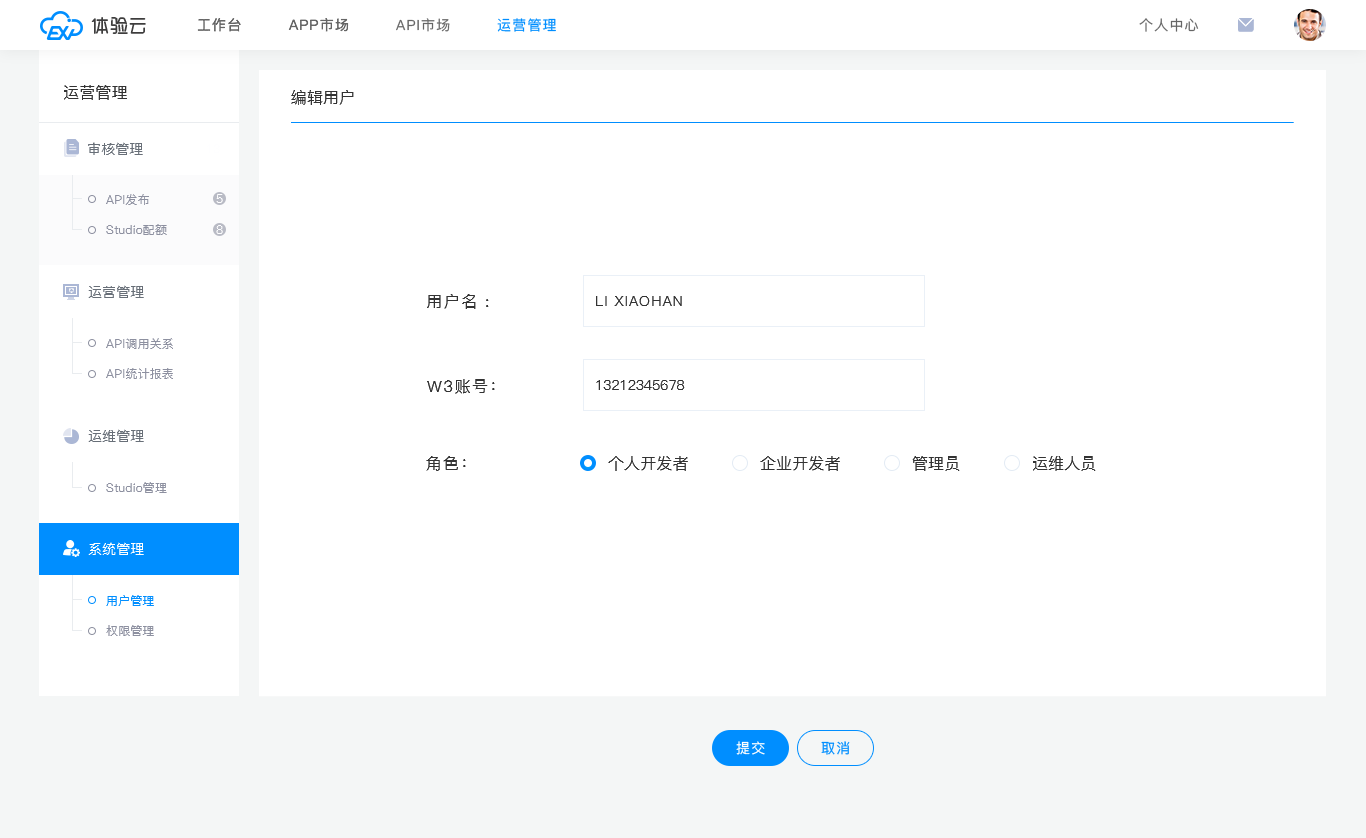 EXP 体验云 工作台 APP市场 API市场 运营管理 个人中心
运营管理
审核管理
API发布 5
Studio配额 8
运营管理
API调用关系
API统计报表
运维管理
Studio管理
系统管理
用户管理
权限管理
编辑用户
用户名： LI XIAOHAN
W3账号： 13212345678
角色： 个人开发者 企业开发者 管理员 运维人员
提交 取消